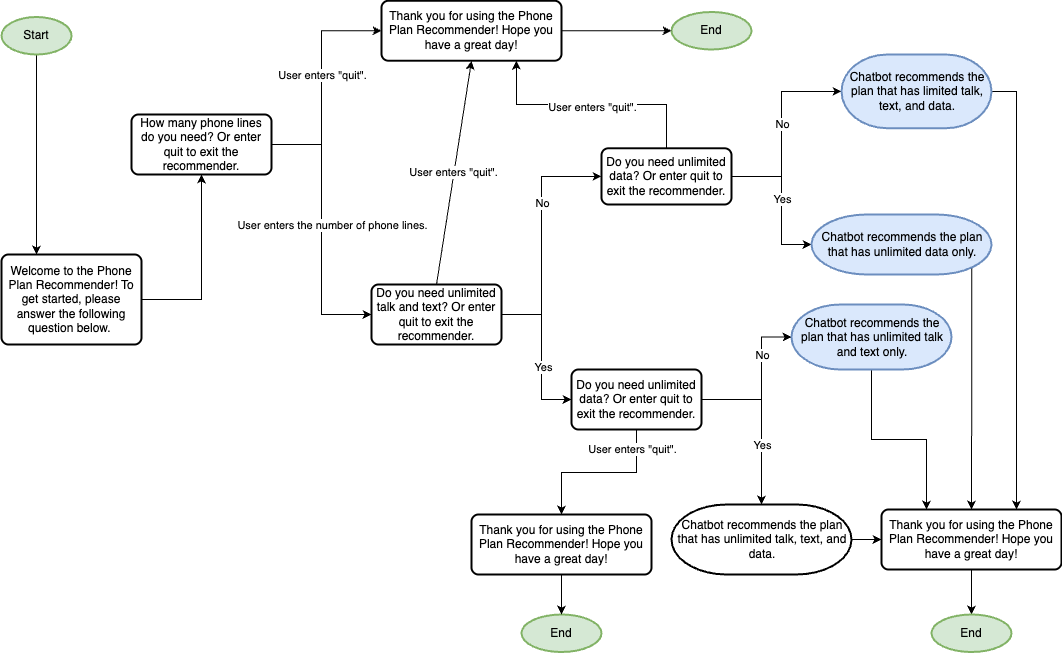 Start
Thank you for using the Phone
Plan Recommender! Hope you
have a great day!
End
User enters "quit".
Chatbot recommends the
plan that has limited talk,
text, and data.
How many phone lines
do you need? Or enter
quit to exit the
recommender.
User enters "quit".
No
Do you need unlimited
data? Or enter quit to
exit the recommender.
User enters "quit".
Yes
No
User enters the number of phone lines.
Chatbot recommends the plan
that has unlimited data only.
Welcome to the Phone
Plan Recommender! To
get started, please
answer the following
question below.
Do you need unlimited
talk and text? Or enter
quit to exit the
recommender.
Chatbot recommends the
plan that has unlimited talk
and text only.
No
Yes
Do you need unlimited
data? Or enter quit to
exit the recommender.
User enters "quit".
Yes
Thank you for using the Phone
Plan Recommender! Hope you
have a great day!
Chatbot recommends the plan
that has unlimited talk, text, and
data.
Thank you for using the Phone
Plan Recommender! Hope you
have a great day!
End
End